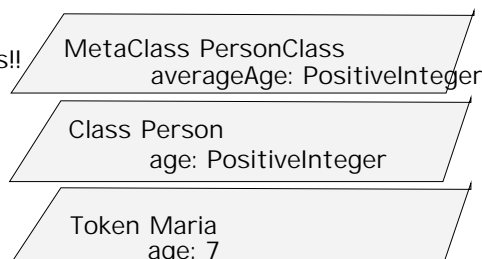 s!!
MetaClass PersonClass
averageAge: PositiveInteger
Class Person
age: PositiveInteger
Token Maria
age: 7